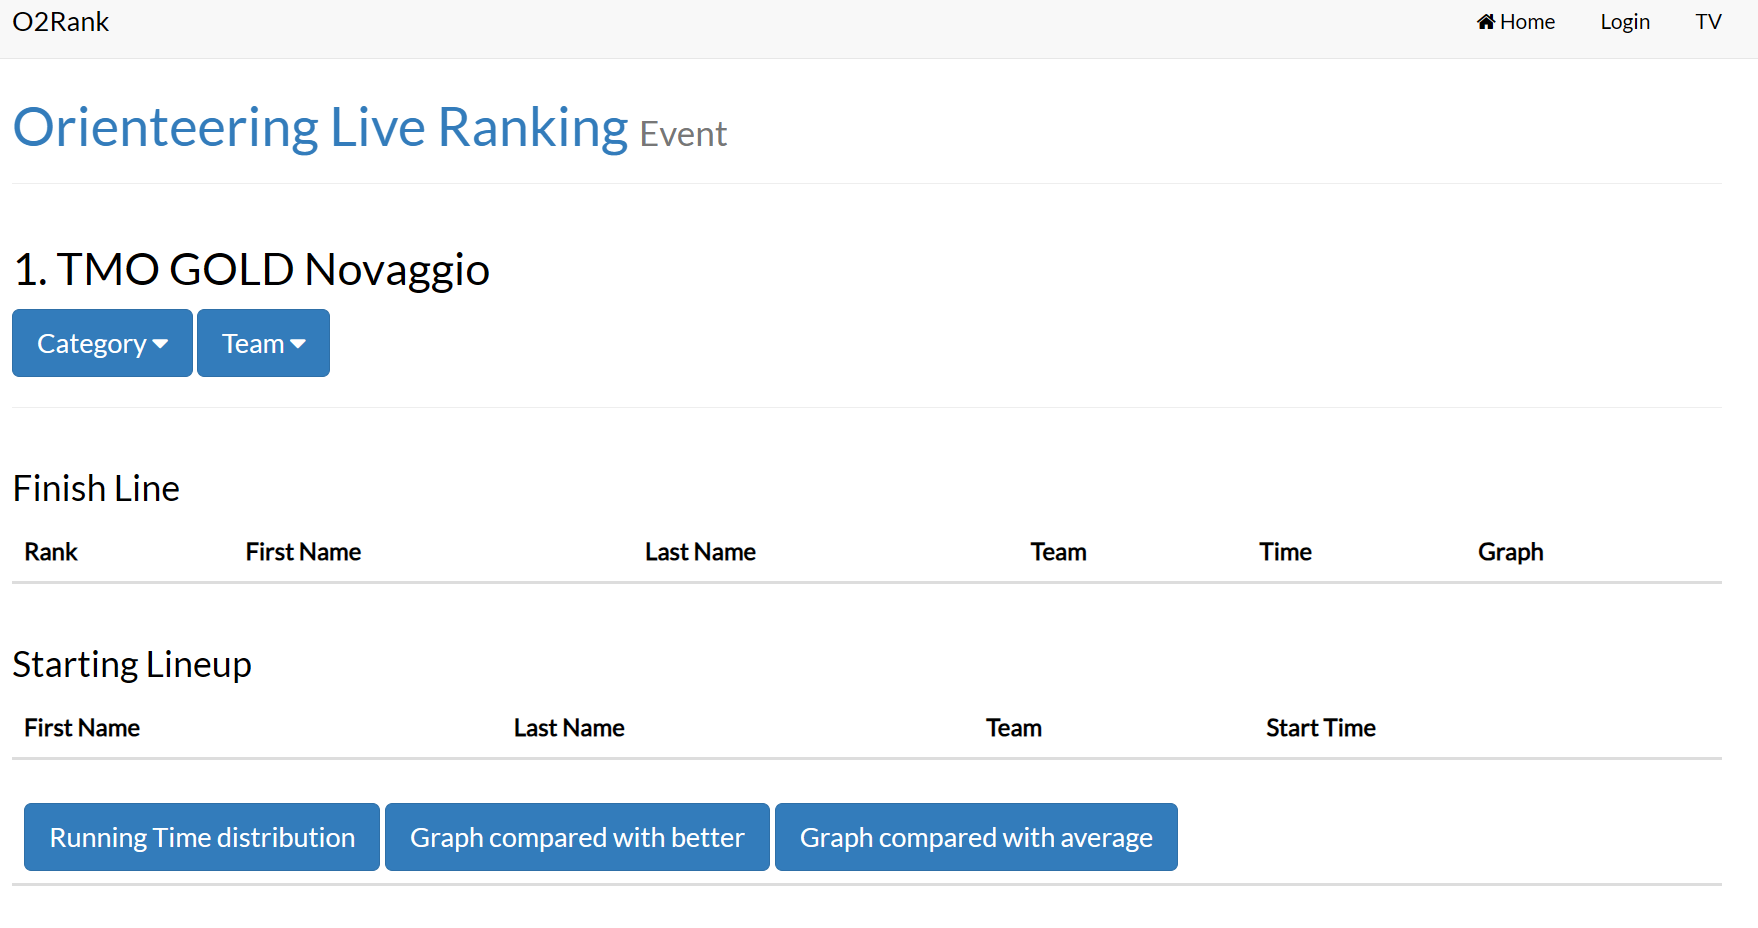 O2Rank Home Login TV
Orienteering Live Ranking Event
1. TMO GOLD Novaggio
Category Team
Finish Line
Rank First Name Last Name Team Time Graph
Starting Lineup
First Name Last Name Team Start Time
Running Time distribution Graph compared with better Graph compared with average